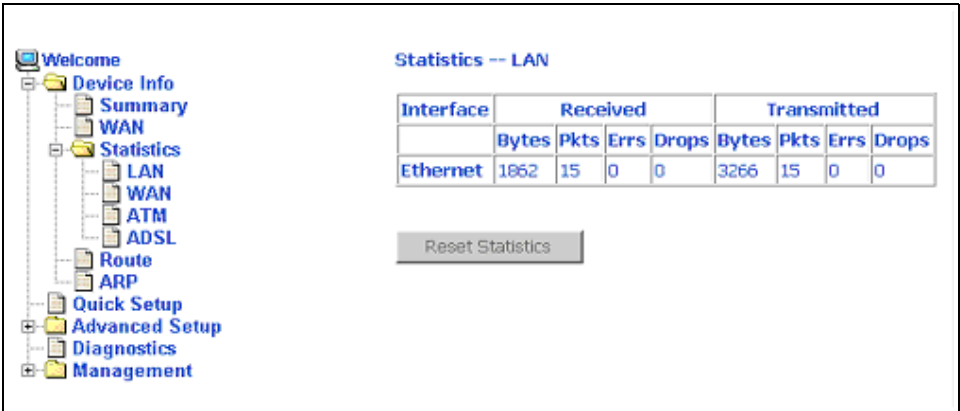 Welcome
Device Info
Summary
WAN
Statistics
LAN
WAN
ATM
ADSL
Route
ARP
Quick Setup
Advanced Setup
Diagnostics
Management
Statistics -- LAN
Interface Received Transmitted
Bytes Pkts Errs Drops Bytes Pkts Errs Drops
Ethernet 1862 15 0 0 3266 15 0 0
Reset Statistics